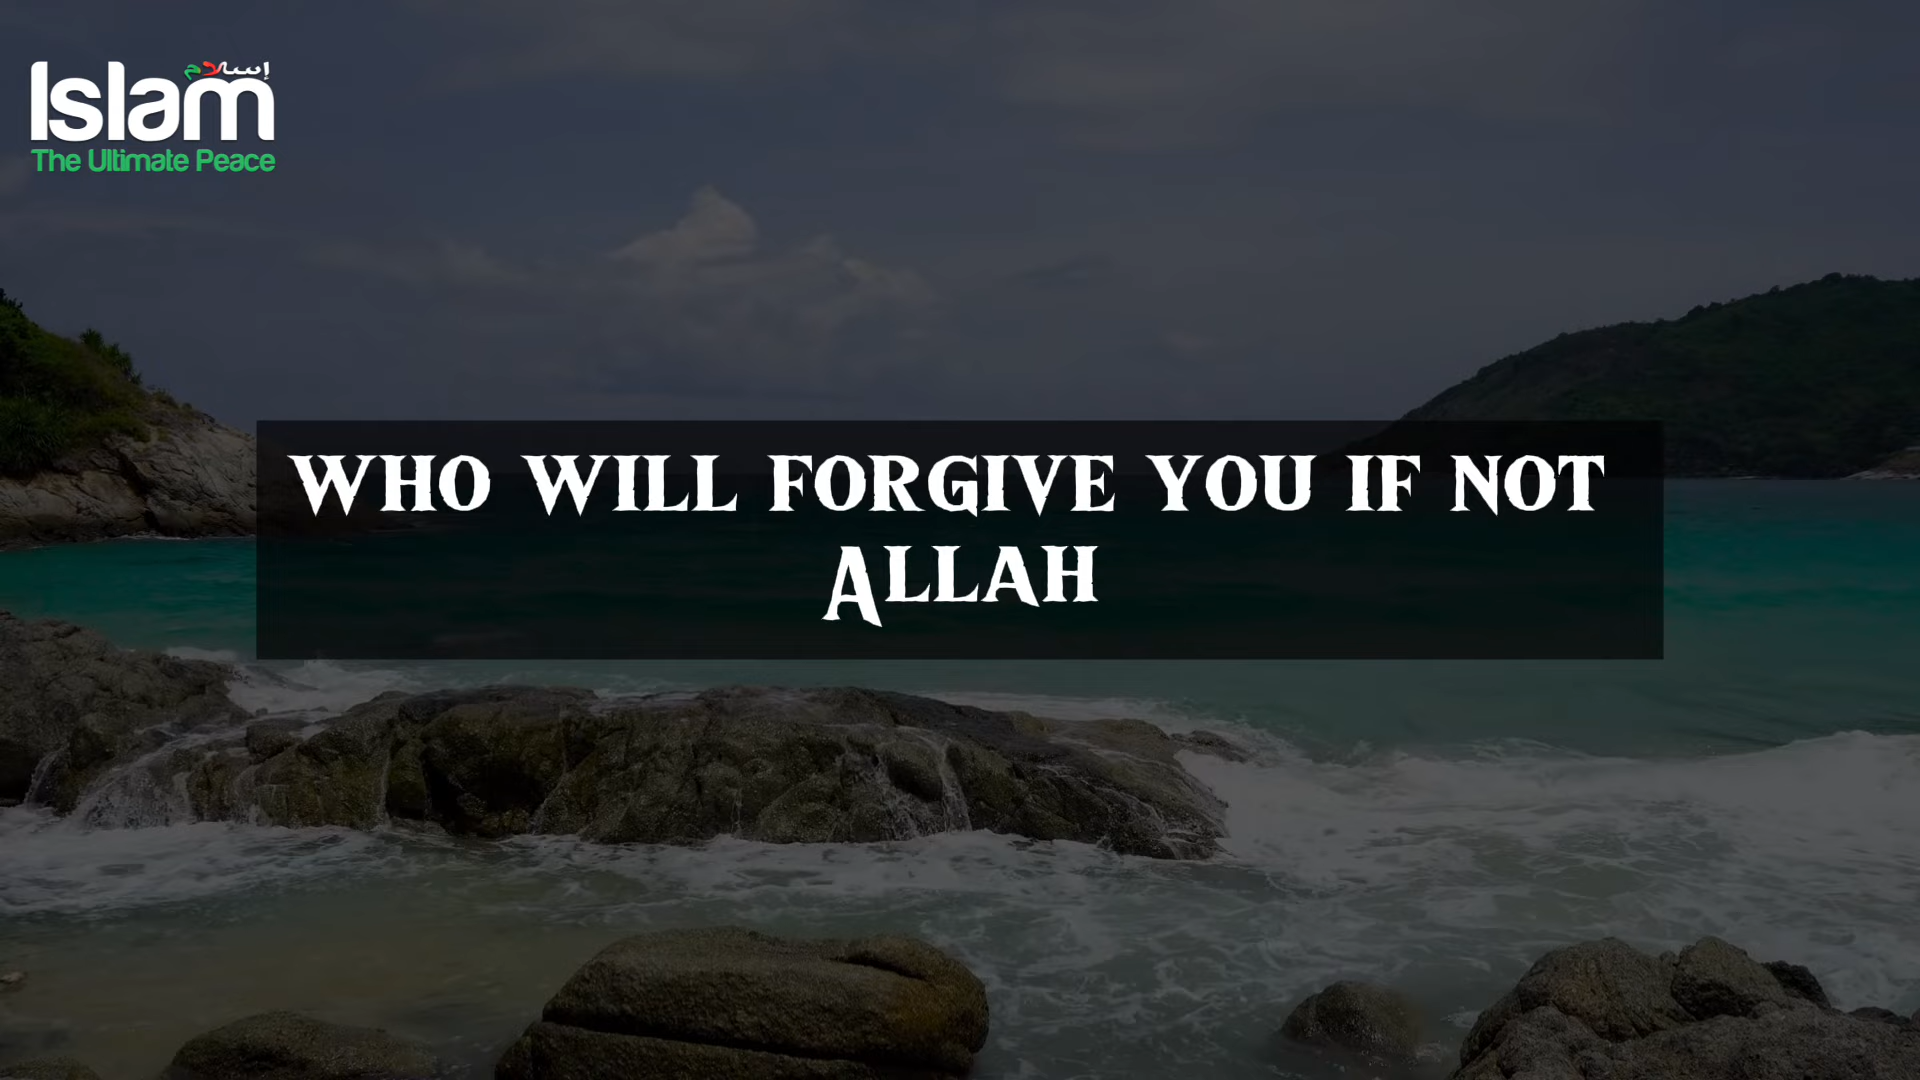 إسلام
Islam
The Ultimate Peace
WHO WILL FORGIVE YOU IF NOT
ALLAH